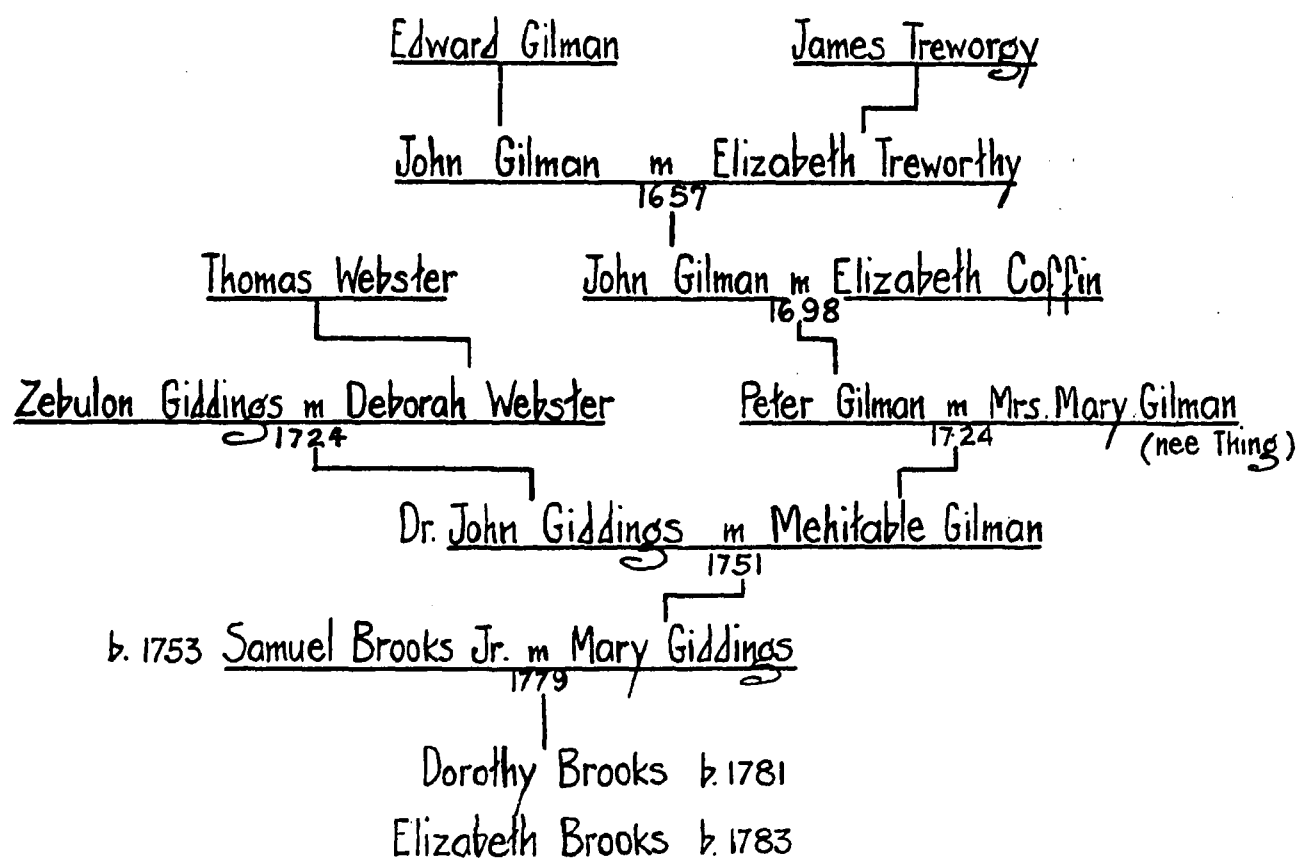 Edward Gilman James Treworgy
John Gilman m Elizabeth Treworthy
1657
Thomas Webster John Gilman m Elizabeth Coffin
1698
Zebulon Giddings m Deborah Webster Peter Gilman m Mrs. Mary Gilman
1724 1724 (nee Thing)
Dr. John Giddings m Mehitable Gilman
1751
b. 1753 Samuel Brooks Jr. m Mary Giddings
1779
Dorothy Brooks b. 1781
Elizabeth Brooks b. 1783